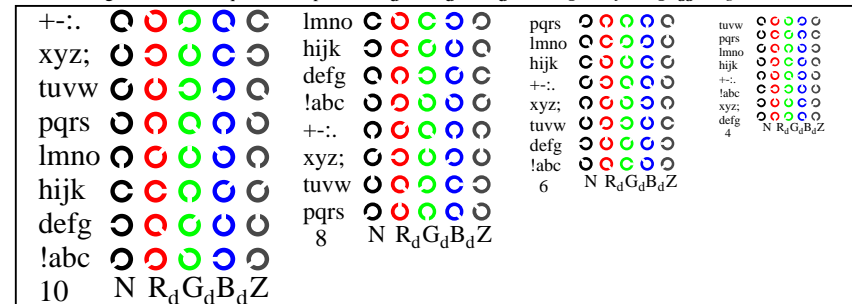 +-:.
xyz;
tuvw
pqrs
lmno
hijk
defg
!abc
10 N RdGdBdZ
lmno
hijk
defg
!abc
+-:.
xyz;
tuvw
pqrs
8 N RdGdBdZ
pqrs
lmno
hijk
+-:.
xyz;
tuvw
defg
!abc
6 N RdGdBdZ
tuvw
pqrs
lmno
hijk
+-:.
!abc
xyz;
defg
4 N RdGdBdZ